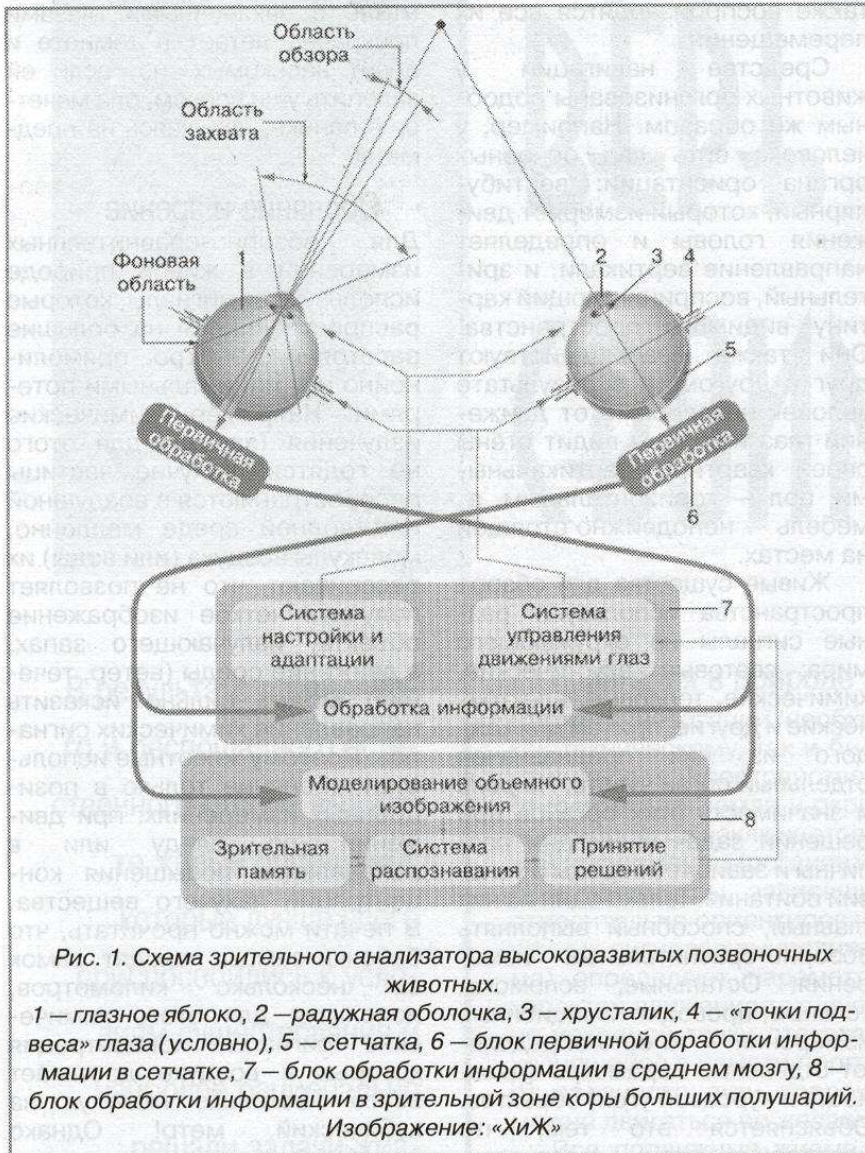 Область
обзора
Область
захвата
Фоновая
область
1
2
3
4
5
Первичная
обработка
Первичная
обработка
6
7
Система
настройки и
адаптации
Система
управления
движениями глаз
Обработка информации
Моделирование объемного
изображения
8
Зрительная
память
Система
распознавания
Принятие
решений
Рис. 1. Схема зрительного анализатора высокоразвитых позвоночных
животных.
1 — глазное яблоко, 2 —радужная оболочка, 3 — хрусталик, 4 — «точки под-
веса» глаза (условно), 5 — сетчатка, 6 — блок первичной обработки инфор-
мации в сетчатке, 7 — блок обработки информации в среднем мозгу, 8 —
блок обработки информации в зрительной зоне коры больших полушарий.
Изображение: «ХиЖ»